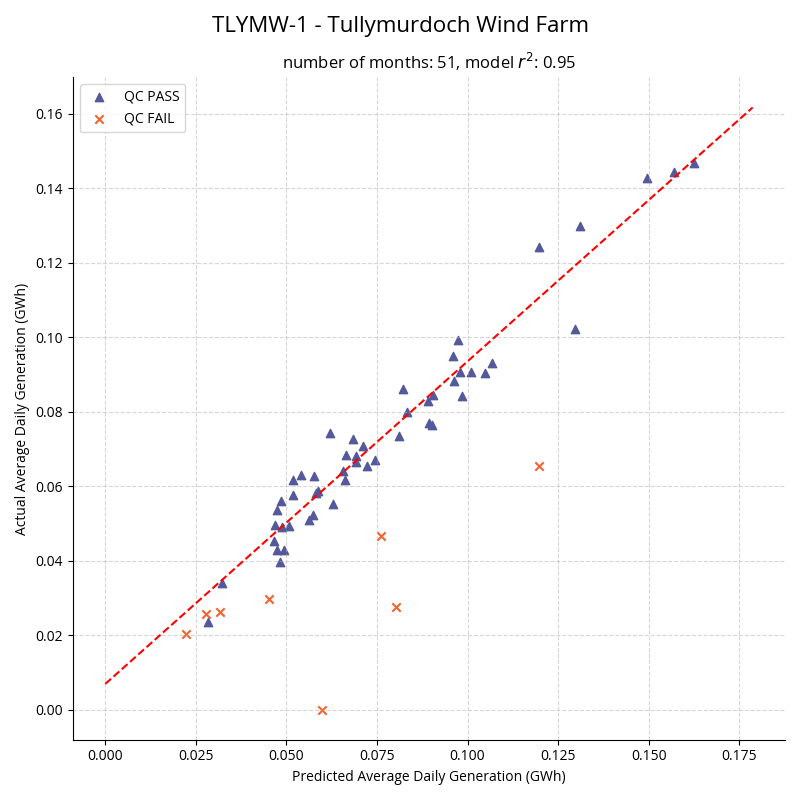 TLYMW-1 - Tullymurdoch Wind Farm
number of months: 51, model r²: 0.95
QC PASS
QC FAIL
0.16
0.14
0.12
0.10
0.08
0.06
0.04
0.02
0.00
Actual Average Daily Generation (GWh)
0.000 0.025 0.050 0.075 0.100 0.125 0.150 0.175
Predicted Average Daily Generation (GWh)